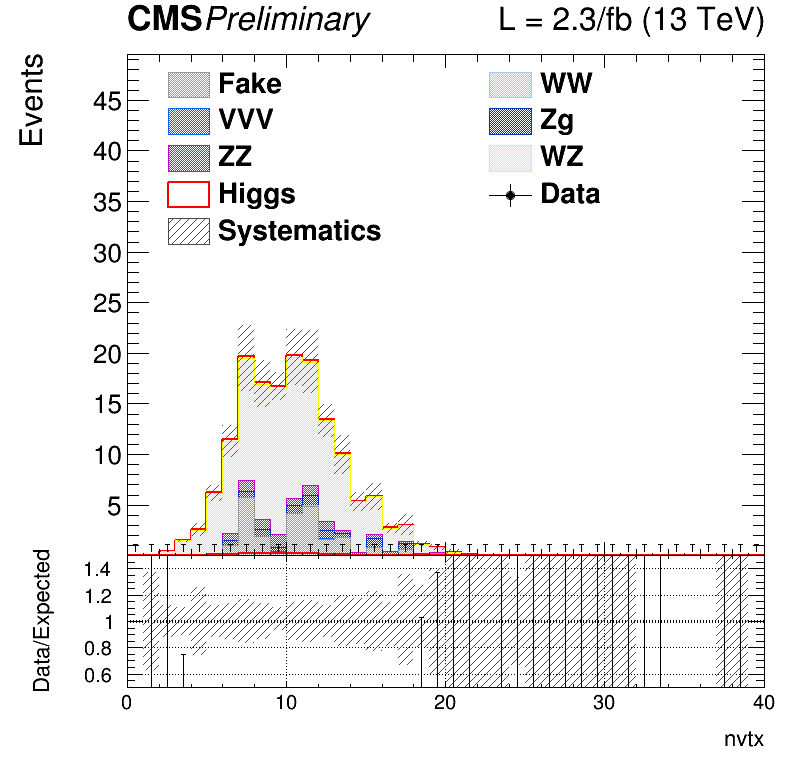 CMSPreliminary L = 2.3/fb (13 TeV)
Events
45
40
35
30
25
20
15
10
5
Fake WW
VVV Zg
ZZ WZ
Higgs Data
Systematics
Data/Expected
1.4
1.2
1
0.8
0.6
0 10 20 30 40
nvtx